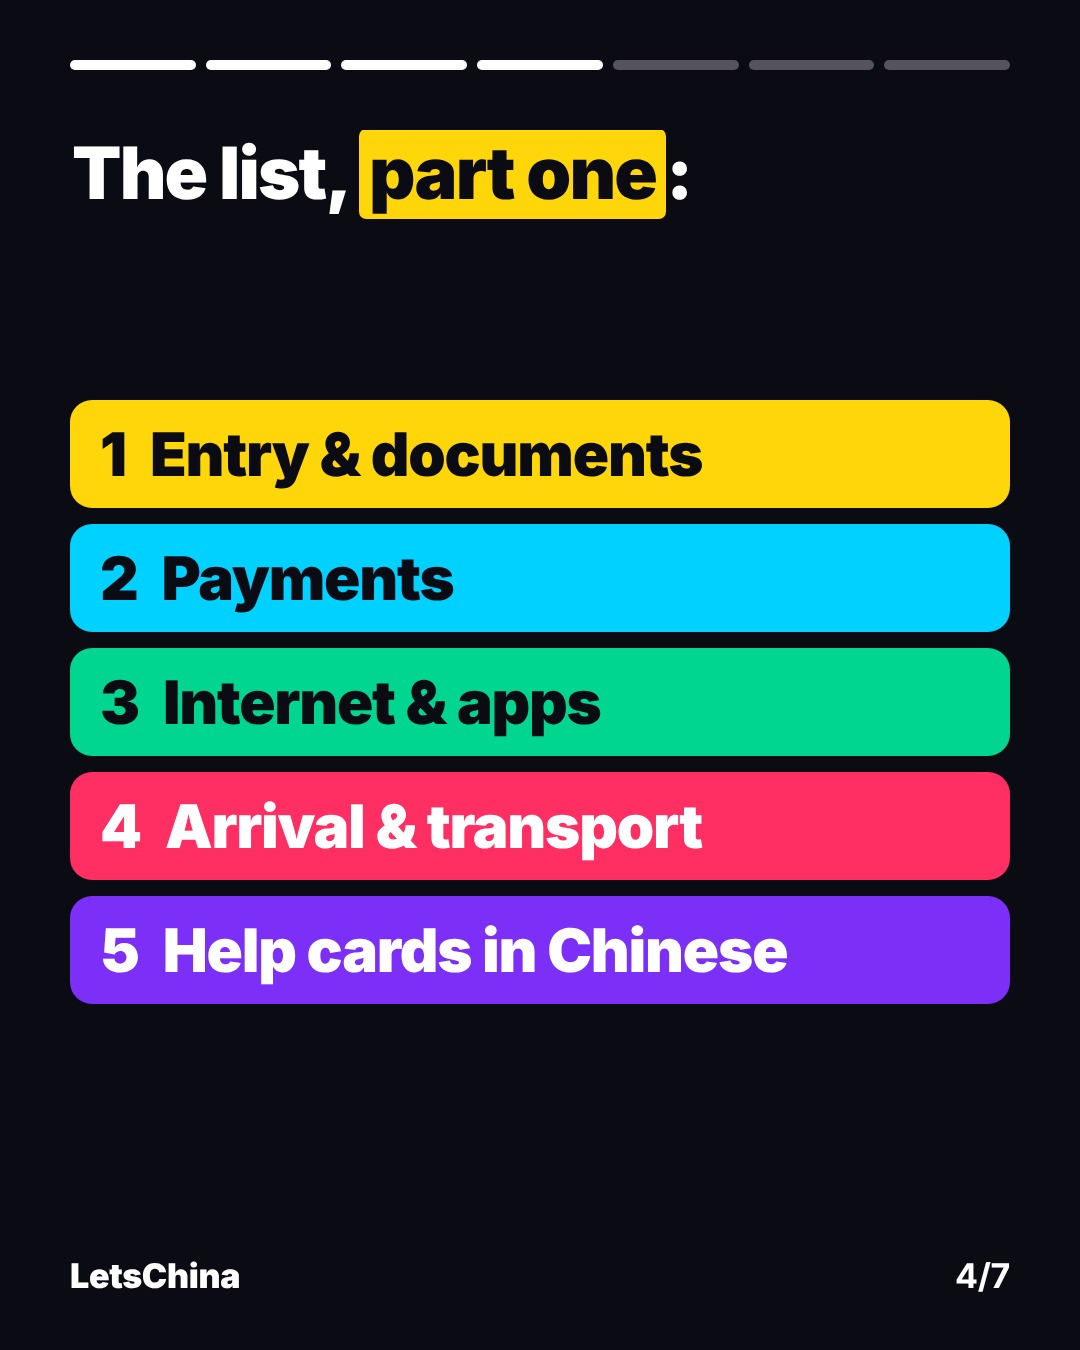 The list, part one:
1 Entry & documents
2 Payments
3 Internet & apps
4 Arrival & transport
5 Help cards in Chinese
LetsChina
4/7